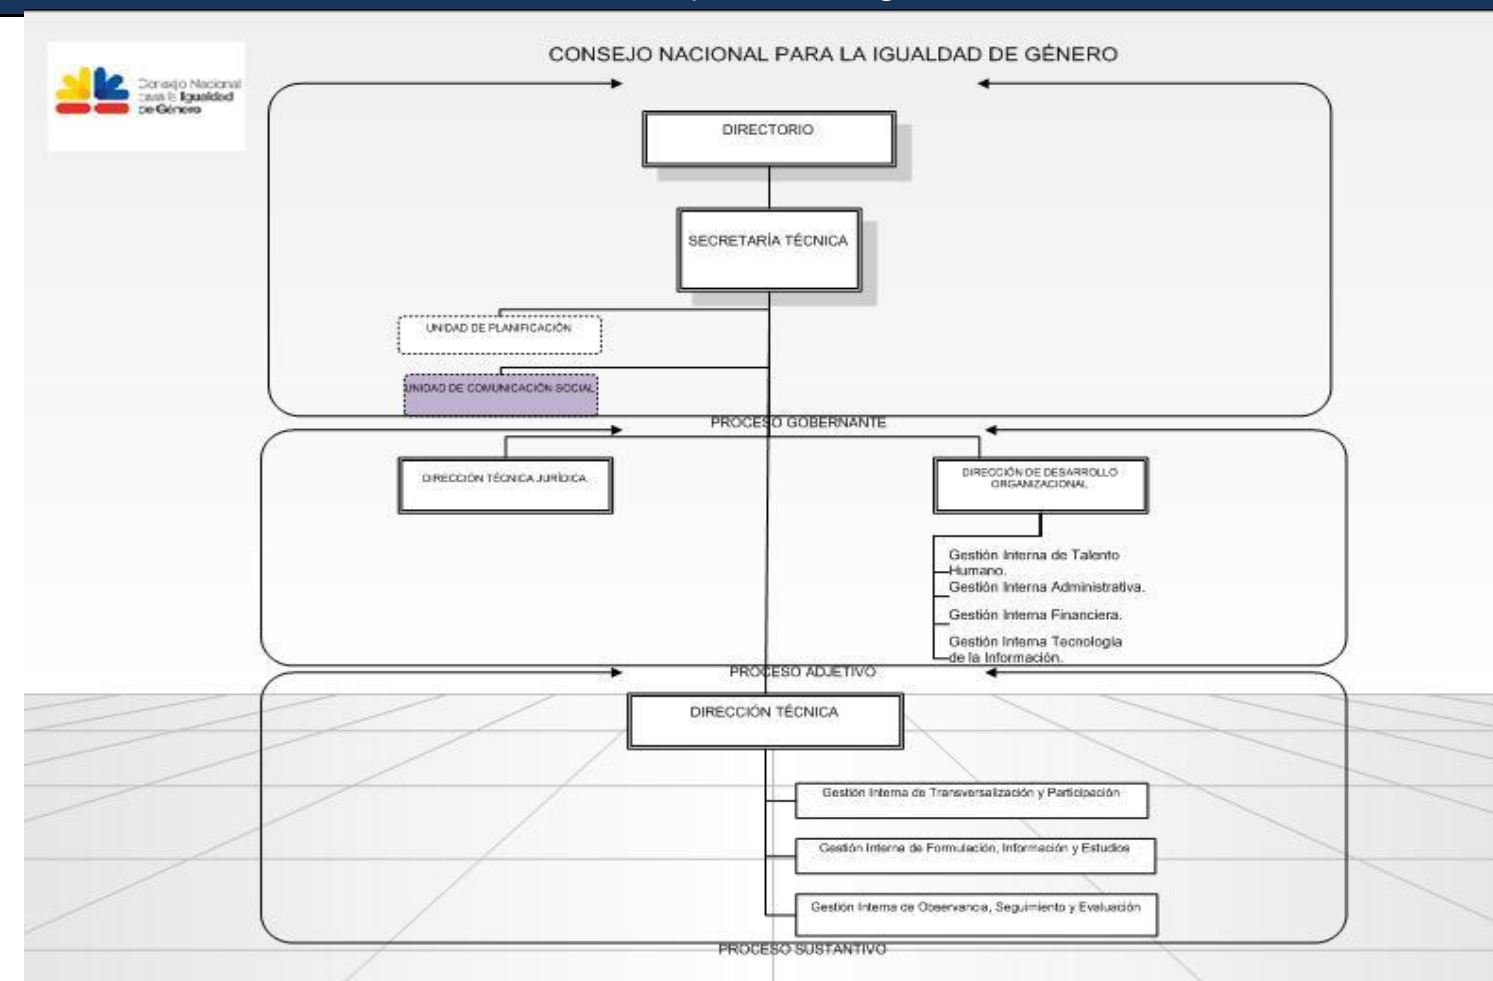 CONSEJO NACIONAL PARA LA IGUALDAD DE GÉNERO
Consejo Nacional
para la Igualdad
de Género
DIRECTORIO
SECRETARÍA TÉCNICA
UNIDAD DE PLANIFICACIÓN
UNIDAD DE COMUNICACIÓN SOCIAL
PROCESO GOBERNANTE
DIRECCIÓN TÉCNICA JURÍDICA
DIRECCIÓN DE DESARROLLO
ORGANIZACIONAL
Gestión Interna de Talento
Humano.
Gestión Interna Administrativa.
Gestión Interna Financiera.
Gestión Interna Tecnología
de la Información.
PROCESO ADJETIVO
DIRECCIÓN TÉCNICA
Gestión Interna de Transversalización y Participación
Gestión Interna de Formulación, Información y Estudios
Gestión Interna de Observancia, Seguimiento y Evaluación
PROCESO SUSTANTIVO